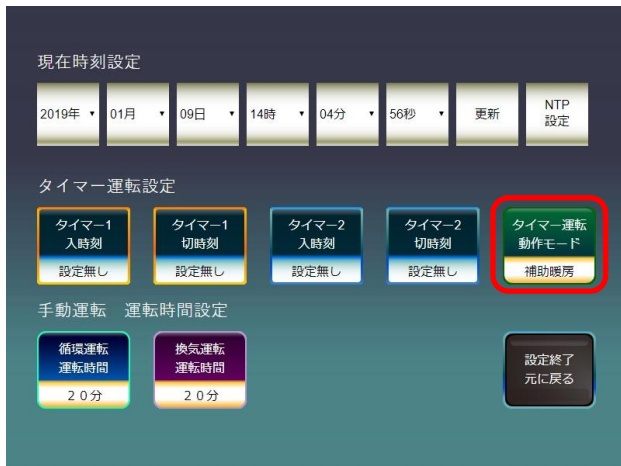 現在時刻設定
2019年 01月 09日 14時 04分 56秒 更新 NTP
設定
タイマー運転設定
タイマー1
入時刻
設定無し
タイマー1
切時刻
設定無し
タイマー2
入時刻
設定無し
タイマー2
切時刻
設定無し
タイマー運転
動作モード
補助暖房
手動運転　運転時間設定
循環運転
運転時間
２０分
換気運転
運転時間
２０分
設定終了
元に戻る